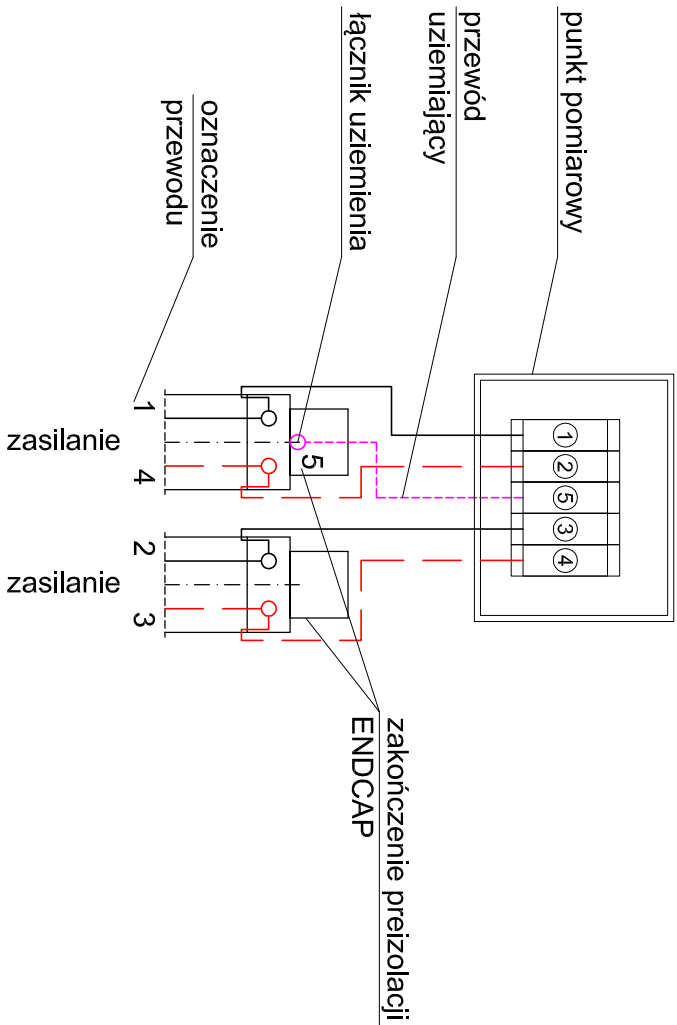 punkt pomiarowy
przewód
uziemiający
łącznik uziemienia
oznaczenie
przewodu
1
2
5
3
4
5
1
4
zasilanie
2
3
zasilanie
zakończenie preizolacji
ENDCAP